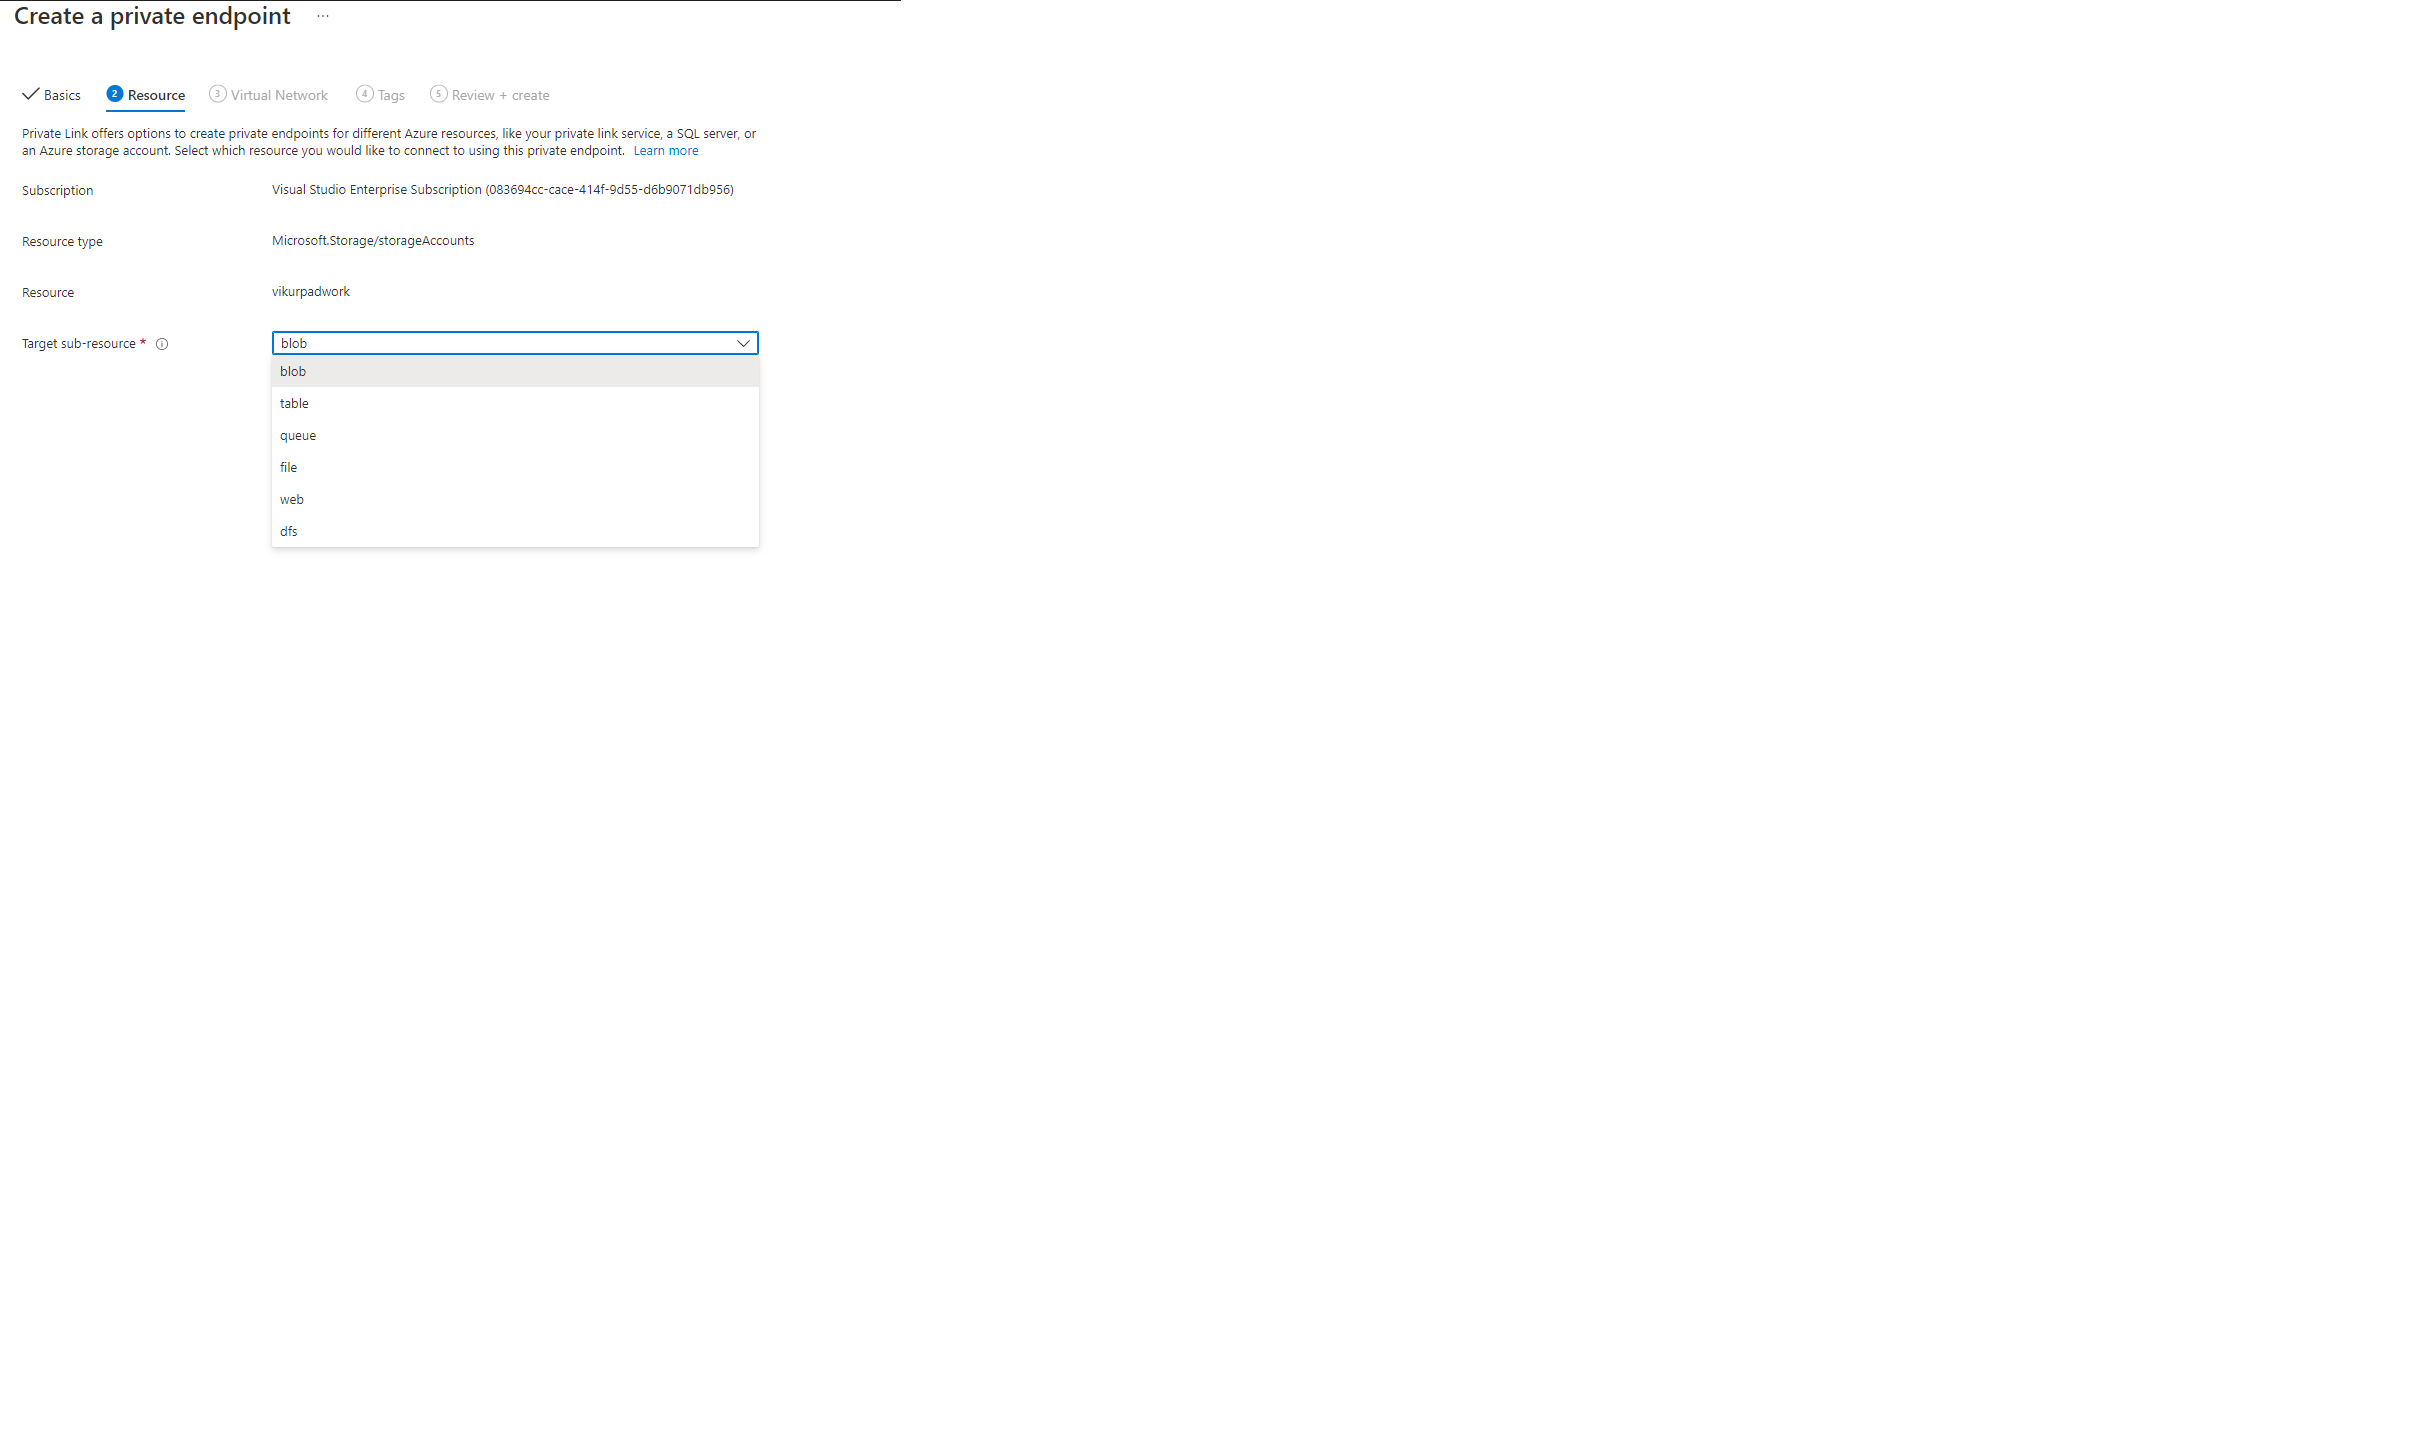 Create a private endpoint ...
Basics 2 Resource 3 Virtual Network 4 Tags 5 Review + create
Private Link offers options to create private endpoints for different Azure resources, like your private link service, a SQL server, or
an Azure storage account. Select which resource you would like to connect to using this private endpoint. Learn more
Subscription Visual Studio Enterprise Subscription (083694cc-cace-414f-9d55-d6b9071db956)
Resource type Microsoft.Storage/storageAccounts
Resource vikurpadwork
Target sub-resource * blob
blob
table
queue
file
web
dfs